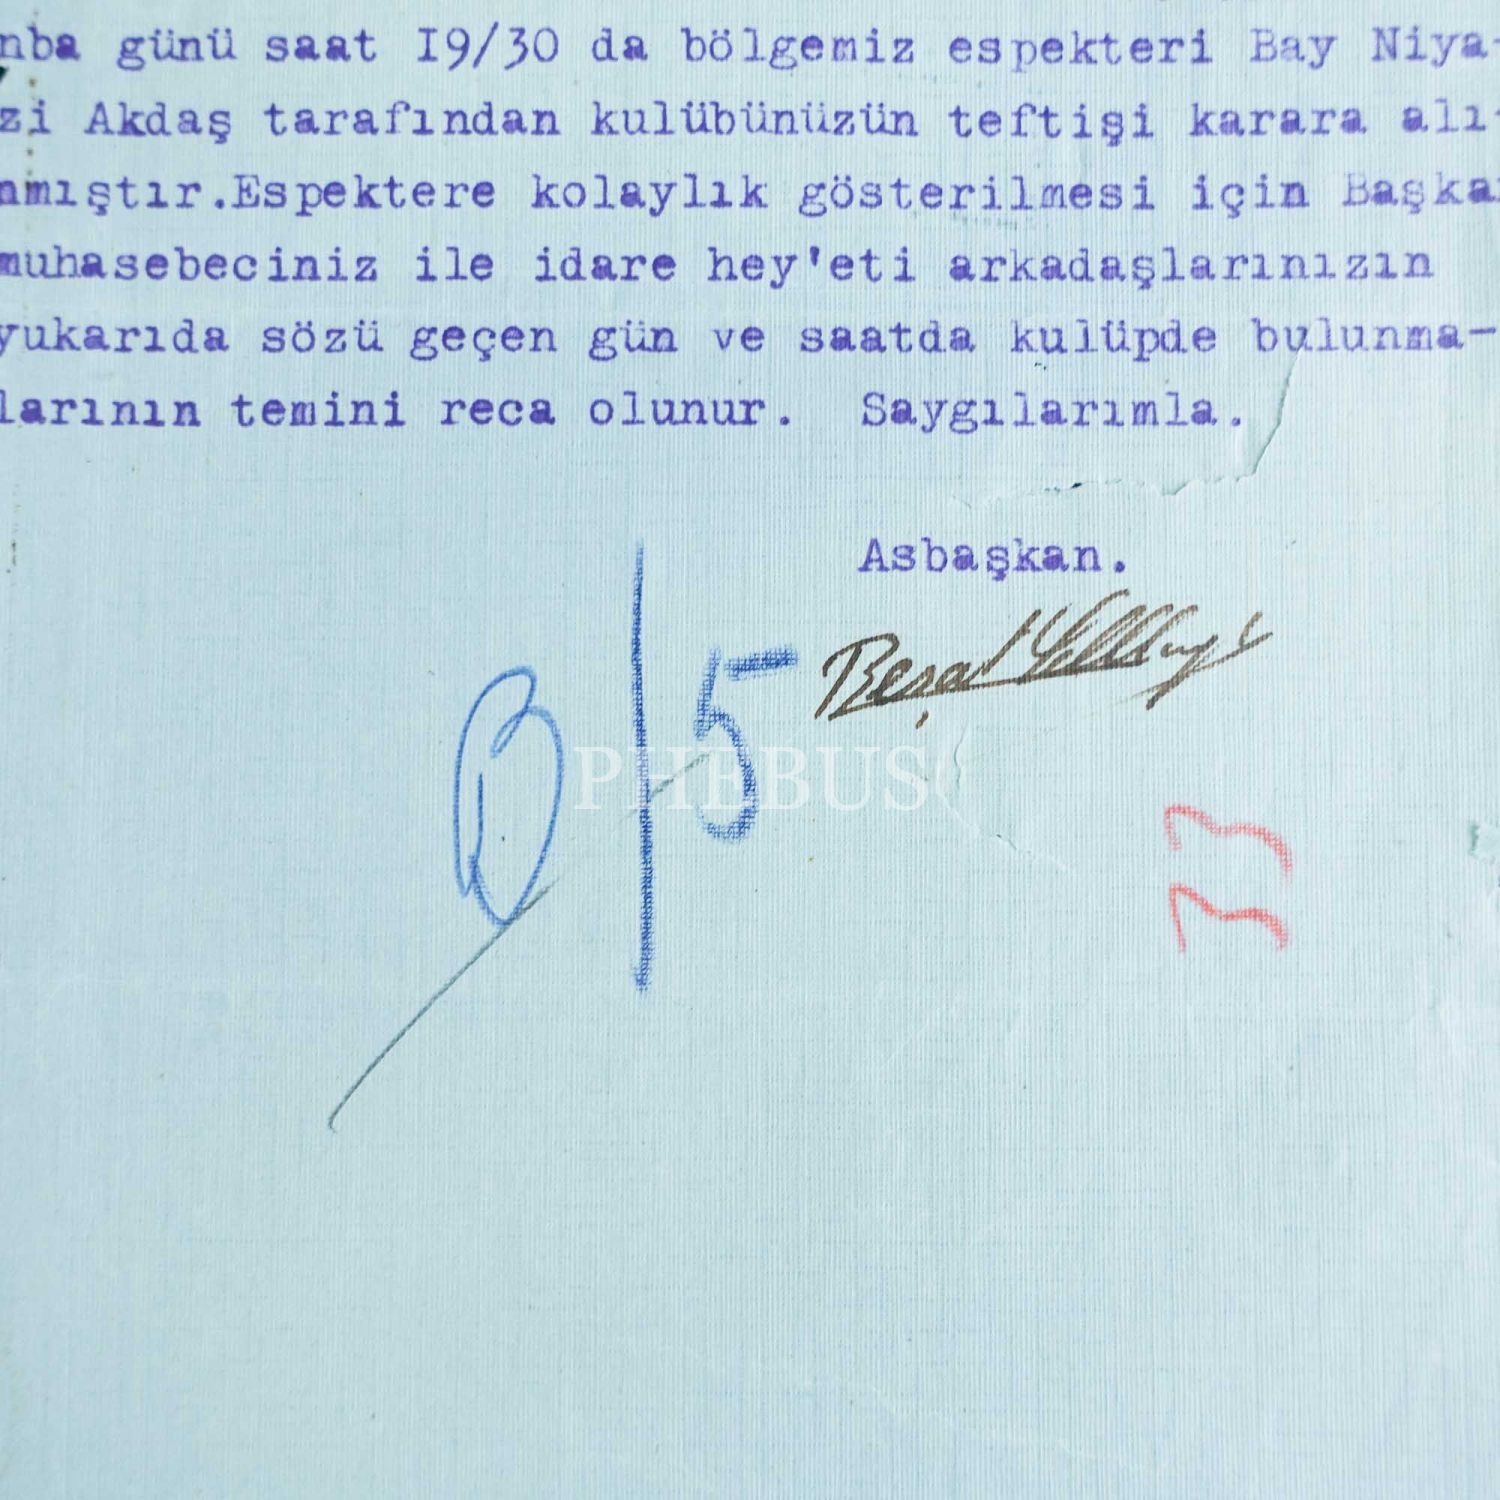 nba günü saat I9/30 da bölgemiz espekteri Bay Niya-
zi Akdaş tarafından kulübünüzün teftişi karara alı-
nmıştır.Espektere kolaylık gösterilmesi için Başkan
muhasebeciniz ile idare hey'eti arkadaşlarınızın
yukarıda sözü geçen gün ve saatda kulüpde bulunma-
larının temini reca olunur. Saygılarımla.
Asbaşkan.
5
PHEBUS